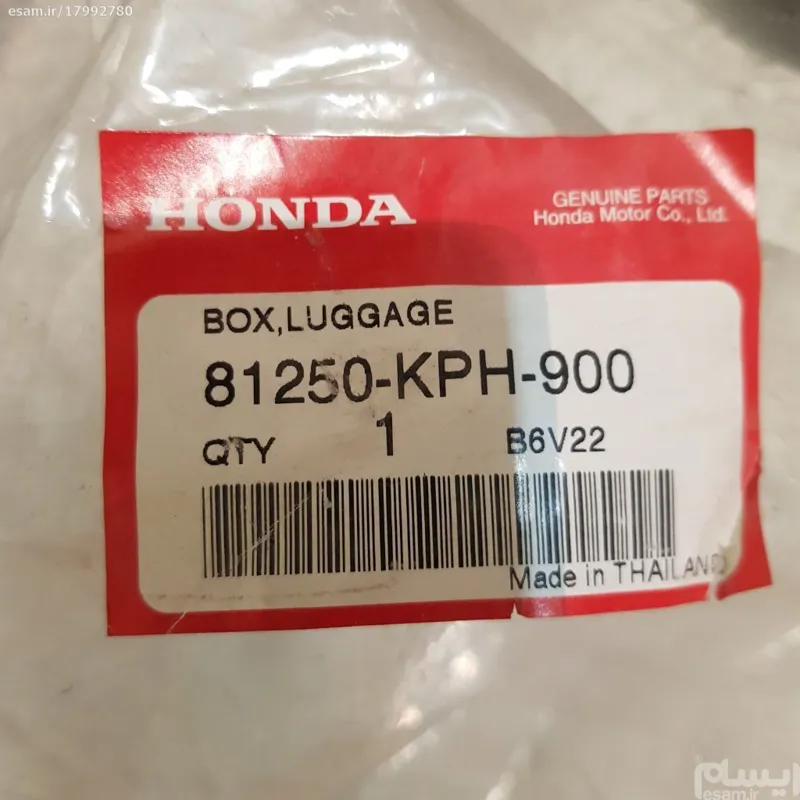 esam.ir/17992780
HONDA
GENUINE PARTS
Honda Motor Co., Ltd.
BOX,LUGGAGE
81250-KPH-900
QTY 1 B6V22
Made in THAILAND
ایسام
esam.ir